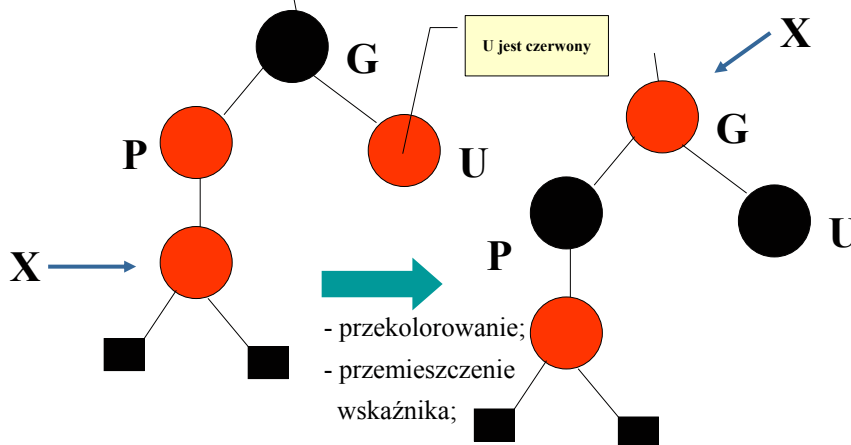 G
U jest czerwony
X
P
U
G
X
P
U
- przekolorowanie;
- przemieszczenie
wskaźnika;